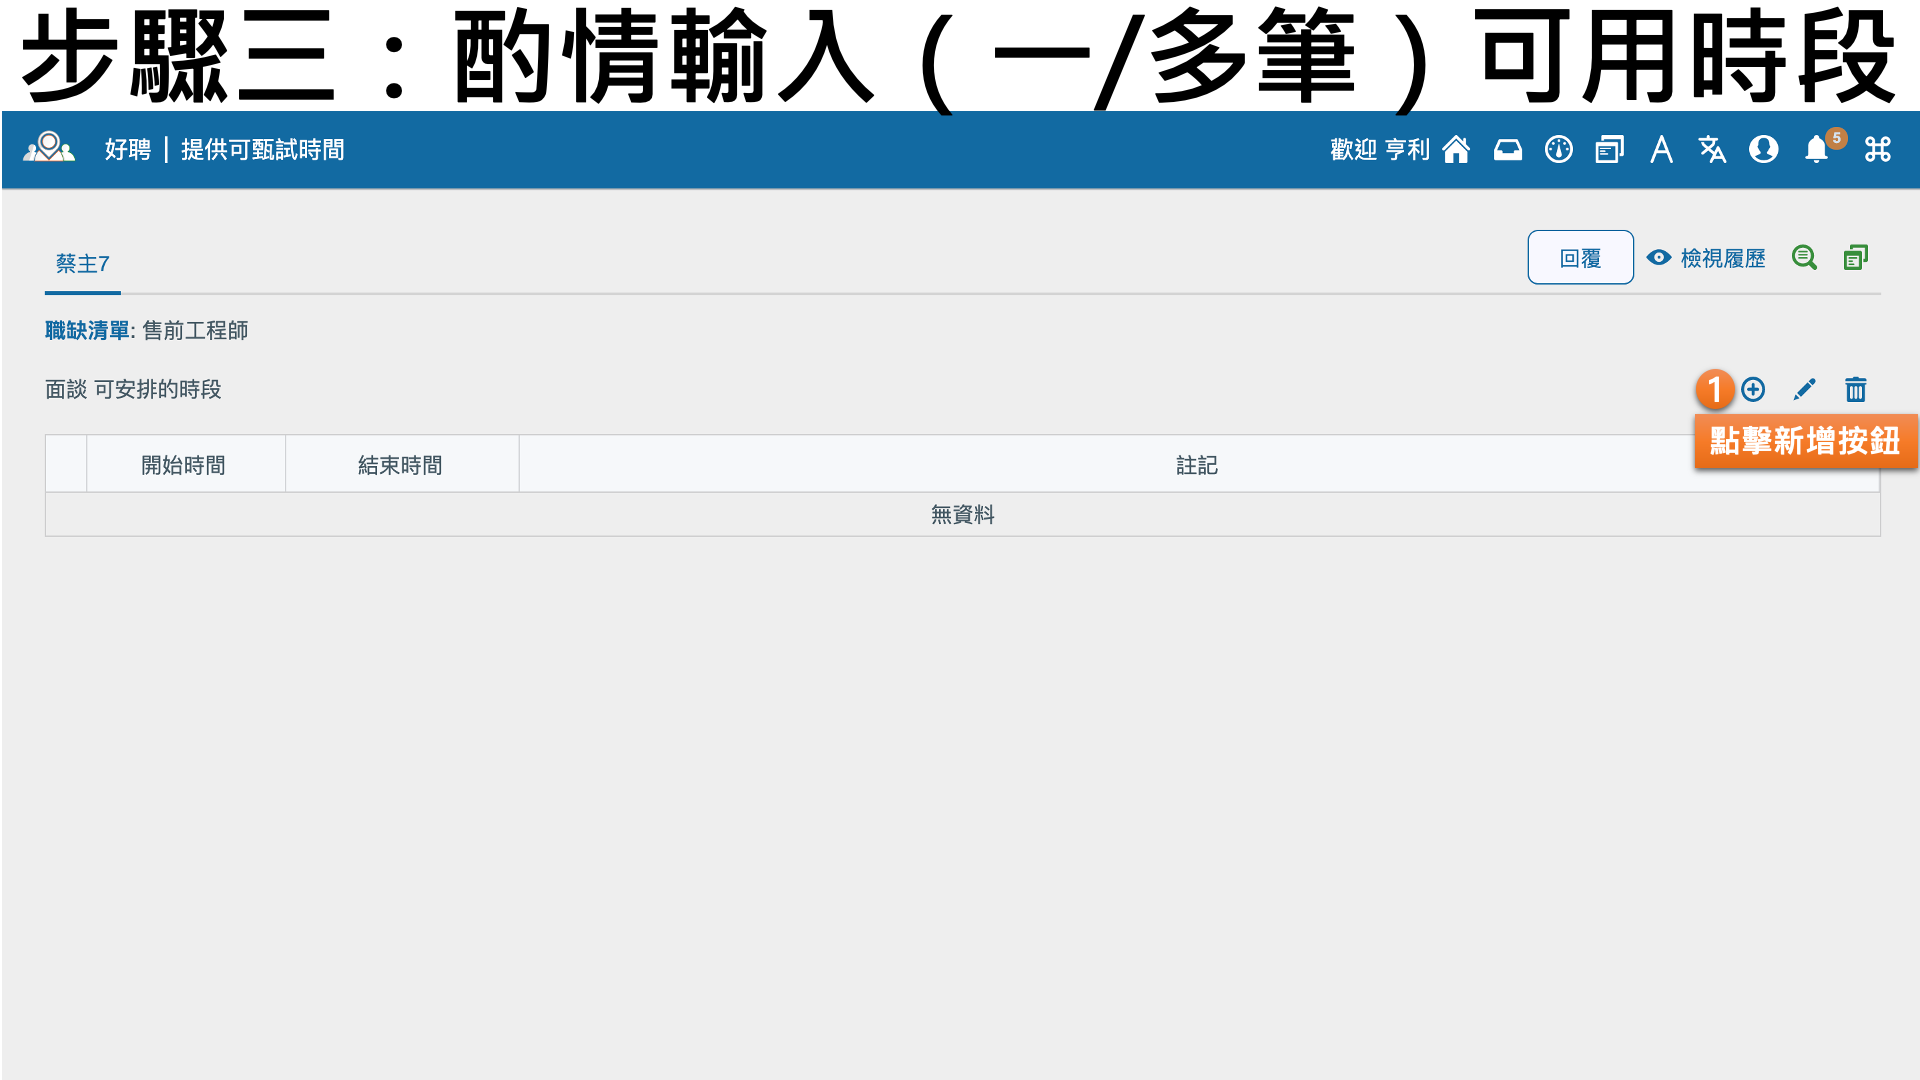 步驟三：酌情輸入（一/多筆）可用時段
好聘 | 提供可甄試時間
歡迎 亨利
5
蔡主7
回覆
檢視履歷
職缺清單: 售前工程師
面談 可安排的時段
1
點擊新增按鈕
開始時間 結束時間 註記
無資料